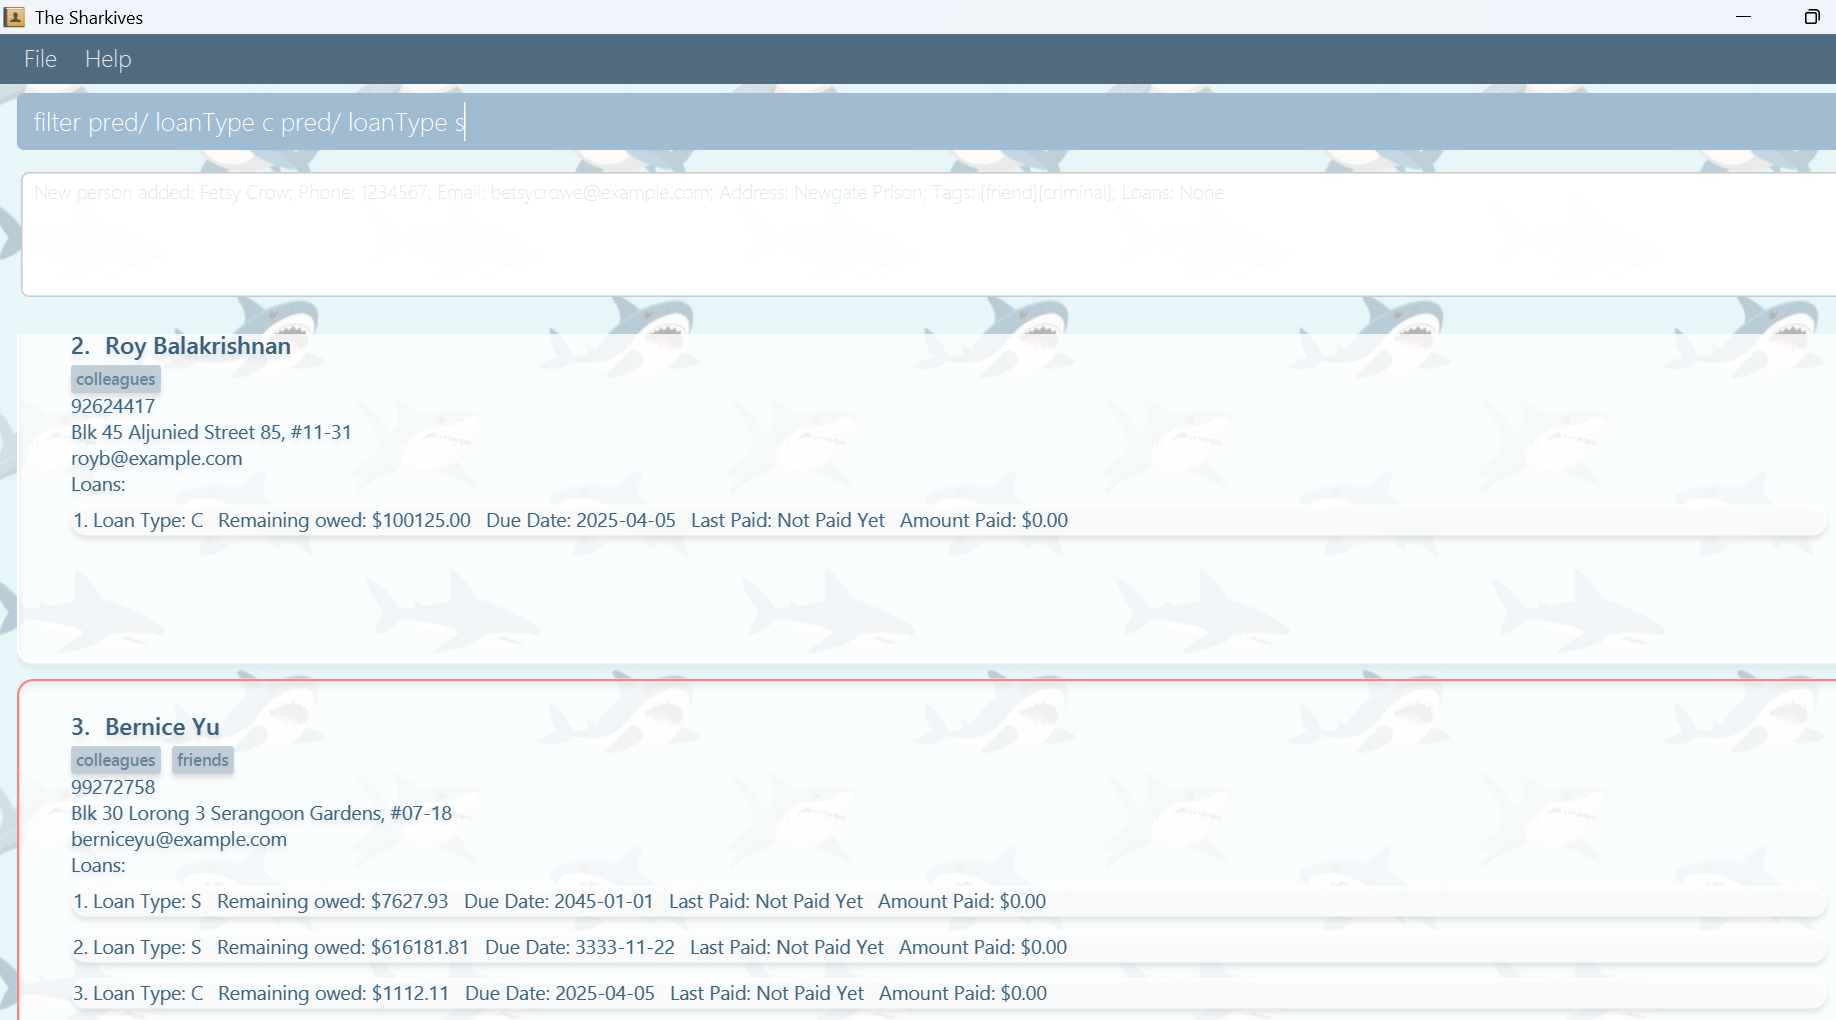 The Sharkives
File Help
filter pred/ loanType c pred/ loanType s
New person added: Fetsy Crow; Phone: 1234567; Email: betsycrowe@example.com; Address: Newgate Prison; Tags: [friend][criminal]; Loans: None
2. Roy Balakrishnan
colleagues
92624417
Blk 45 Aljunied Street 85, #11-31
royb@example.com
Loans:
1. Loan Type: C Remaining owed: $100125.00 Due Date: 2025-04-05 Last Paid: Not Paid Yet Amount Paid: $0.00
3. Bernice Yu
colleagues friends
99272758
Blk 30 Lorong 3 Serangoon Gardens, #07-18
berniceyu@example.com
Loans:
1. Loan Type: S Remaining owed: $7627.93 Due Date: 2045-01-01 Last Paid: Not Paid Yet Amount Paid: $0.00
2. Loan Type: S Remaining owed: $616181.81 Due Date: 3333-11-22 Last Paid: Not Paid Yet Amount Paid: $0.00
3. Loan Type: C Remaining owed: $1112.11 Due Date: 2025-04-05 Last Paid: Not Paid Yet Amount Paid: $0.00